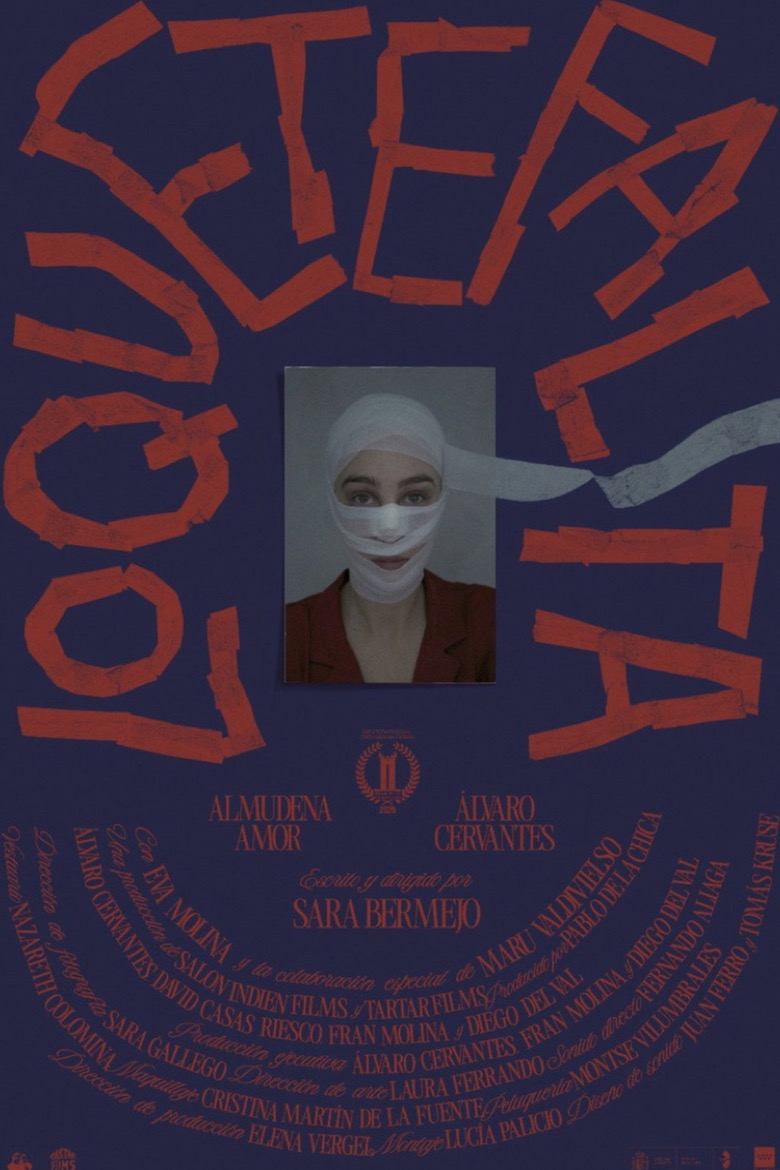 LO QUE TE FALTA
ALMUDENA AMOR
ÁLVARO CERVANTES
Escrito y dirigido por
SARA BERMEJO
Con EVA MOLINA y la colaboración especial de MARU VALDIVIELSO
Una producción de SALON INDIEN FILMS y TARTAR FILMS Producido por PABLO DE LA CHICA
ÁLVARO CERVANTES DAVID CASAS RIESCO FRAN MOLINA y DIEGO DEL VAL
Producción ejecutiva ÁLVARO CERVANTES FRAN MOLINA y DIEGO DEL VAL
Dirección de fotografía SARA GALLEGO Dirección de arte LAURA FERRANDO Sonido directo FERNANDO ALIAGA
Vestuario NAZARETH COLOMINA Maquillaje CRISTINA MARTÍN DE LA FUENTE Peluquería MONTSE VILLUMBRALES
Dirección de producción ELENA VERGEL Montaje LUCÍA PALICIO Diseño de sonido JUAN FERRO y TOMÁS KRUSE
TARTAR FILMS